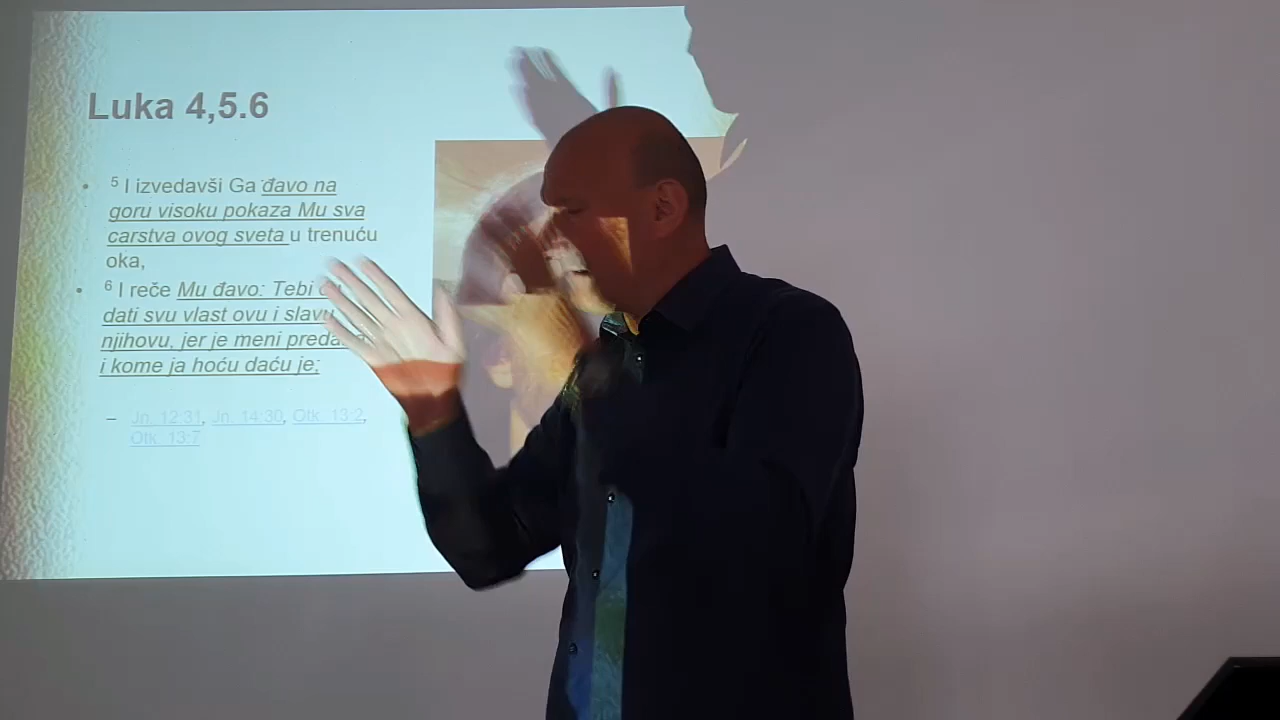 Luka 4,5.6
• 5 I izvedavši Ga đavo na
goru visoku pokaza Mu sva
carstva ovog sveta u trenuću
oka,
• 6 I reče Mu đavo: Tebi
dati svu vlast ovu i slavu
njihovu, jer je meni
i kome ja hoću daću je;
– Jn. 12:31, Jn. 14:30, Otk. 13:2,
Otk. 13:7